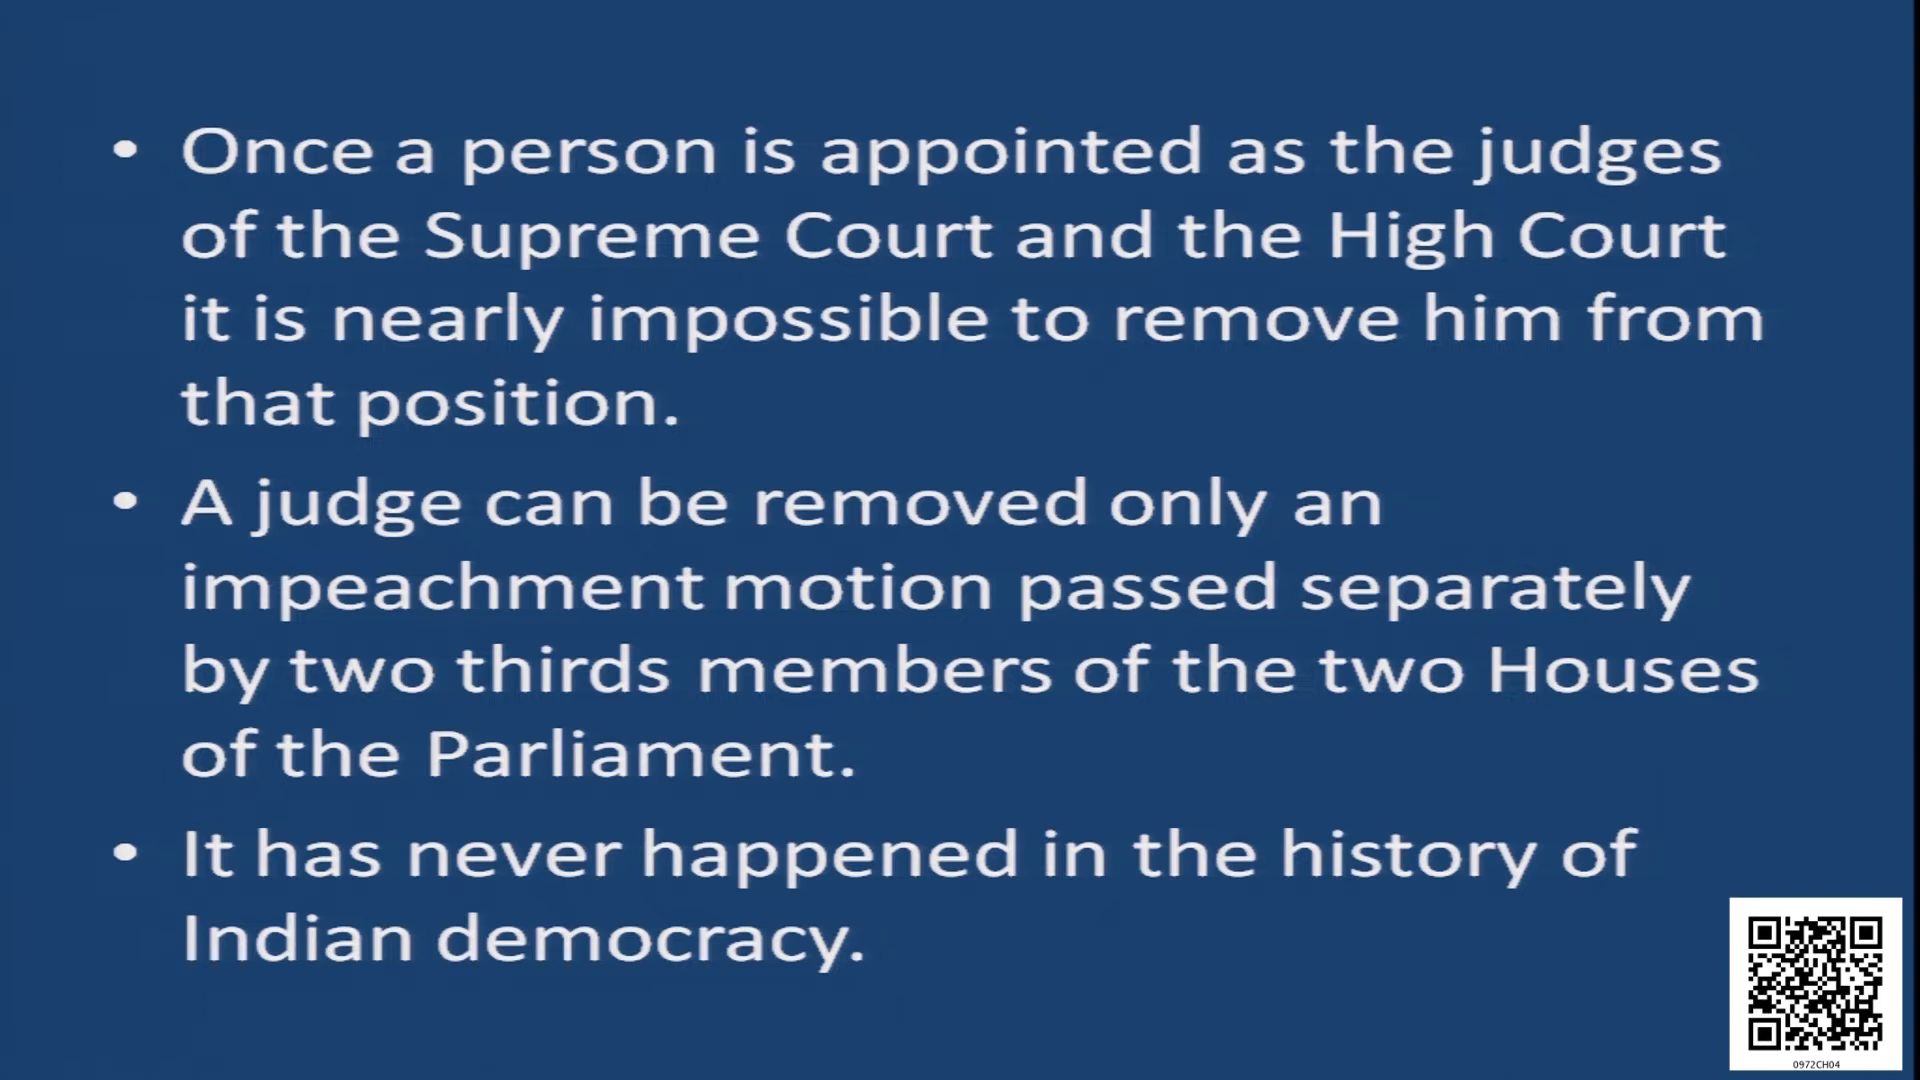 • Once a person is appointed as the judges
of the Supreme Court and the High Court
it is nearly impossible to remove him from
that position.
• A judge can be removed only an
impeachment motion passed separately
by two thirds members of the two Houses
of the Parliament.
• It has never happened in the history of
Indian democracy.
0972CH04